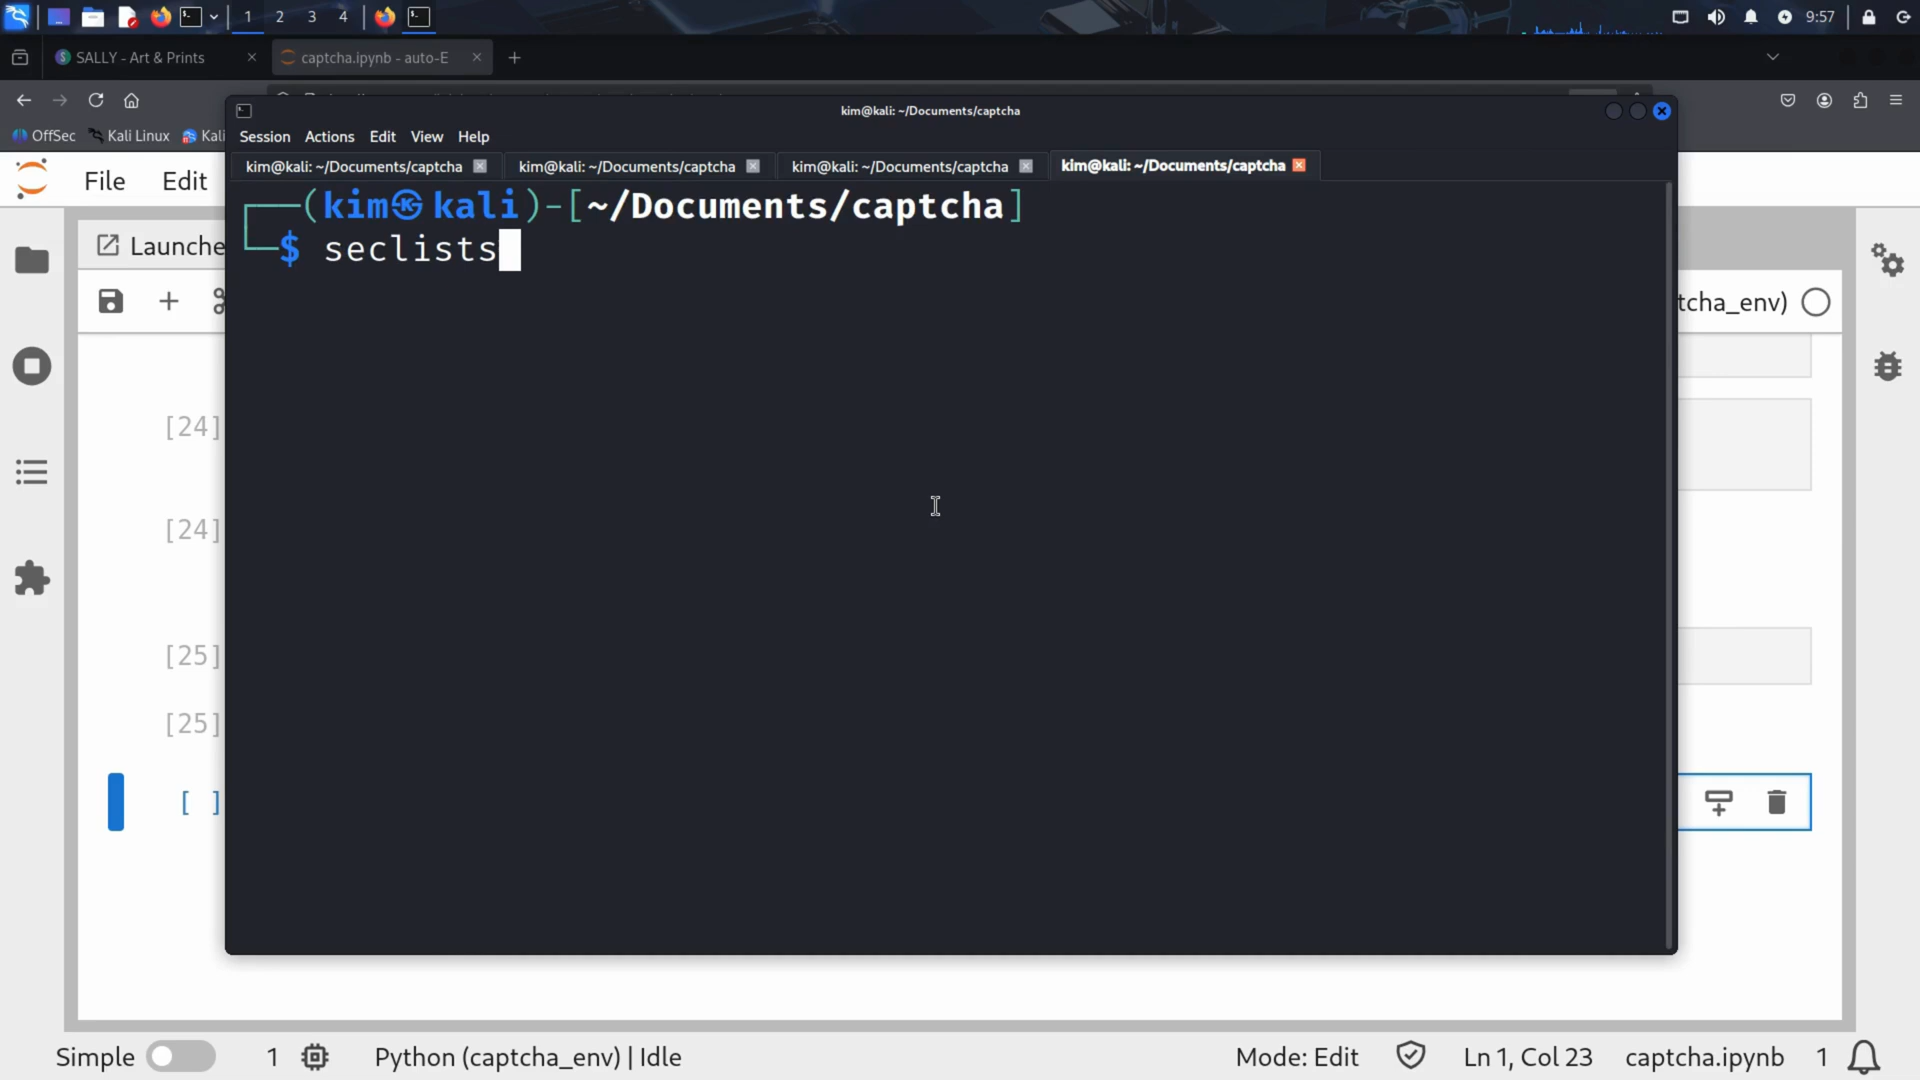 1 2 3 4 9:57
SALLY - Art & Prints captcha.ipynb - auto-E
OffSec Kali Linux Kali
kim@kali: ~/Documents/captcha
Session Actions Edit View Help
kim@kali: ~/Documents/captcha kim@kali: ~/Documents/captcha kim@kali: ~/Documents/captcha kim@kali: ~/Documents/captcha
File Edit
(kim㉿kali)-[~/Documents/captcha]
$ seclists
Launche
tcha_env)
[24]
[24]
[25]
[25]
[ ]
Simple 1 Python (captcha_env) | Idle Mode: Edit Ln 1, Col 23 captcha.ipynb 1